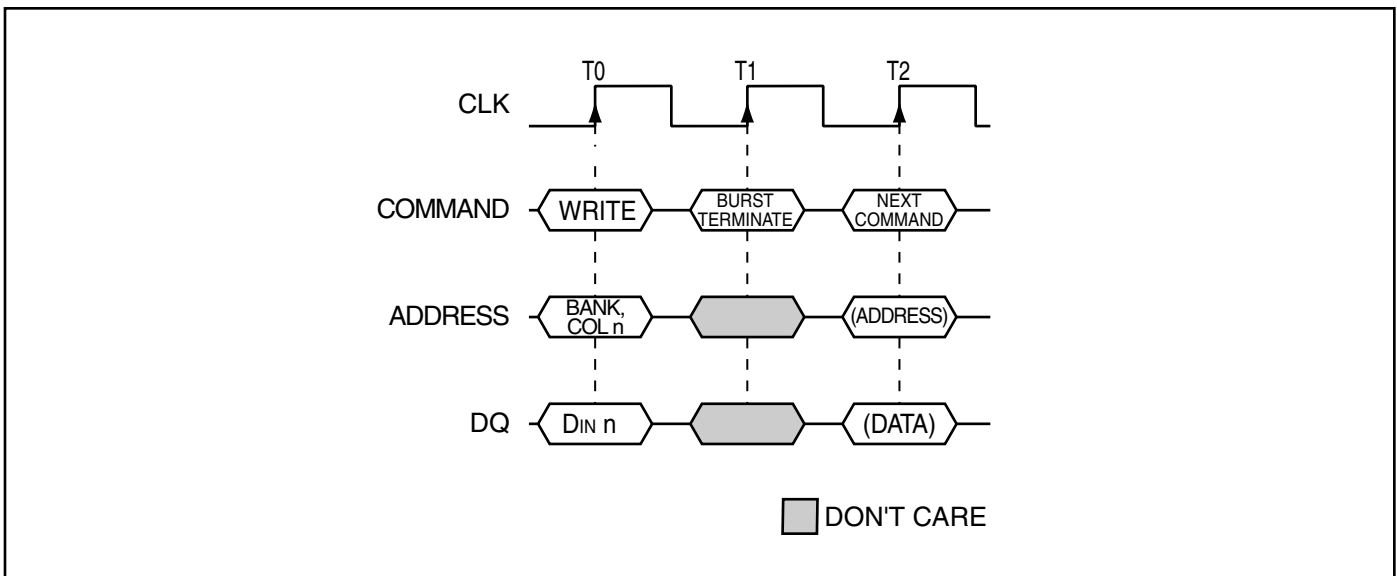 T0 T1 T2
CLK
COMMAND WRITE BURST TERMINATE NEXT COMMAND
ADDRESS BANK, COL n (ADDRESS)
DQ DIN n (DATA)
DON'T CARE